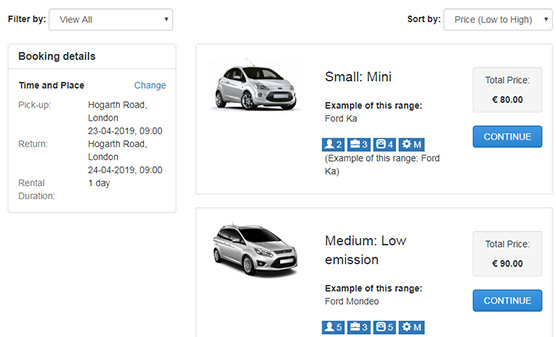 Filter by: View All
Sort by: Price (Low to High)
Booking details
Time and Place Change
Pick-up: Hogarth Road,
London
23-04-2019, 09:00
Return: Hogarth Road,
London
24-04-2019, 09:00
Rental 1 day
Duration:
Small: Mini
Example of this range:
Ford Ka
2 3 4 M
(Example of this range: Ford
Ka)
Total Price:
€ 80.00
CONTINUE
Medium: Low
emission
Example of this range:
Ford Mondeo
5 3 5 M
Total Price:
€ 90.00
CONTINUE